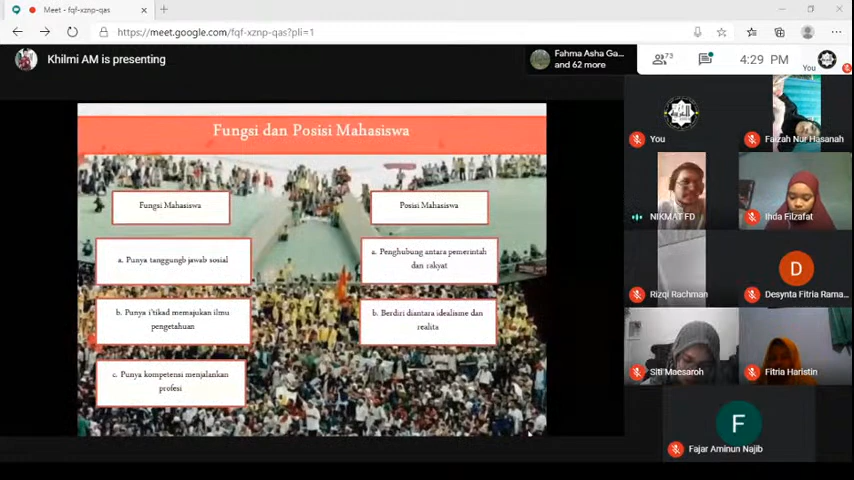 Meet - fqf-xznp-qas
https://meet.google.com/fqf-xznp-qas?pli=1
Khilmi AM is presenting
Fahma Asha Ga...
and 62 more
73
4:29 PM
You
Fungsi dan Posisi Mahasiswa
Fungsi Mahasiswa
Posisi Mahasiswa
a. Punya tanggungb jawab sosial
a. Penghubung antara pemerintah
dan rakyat
b. Punya i'tikad memajukan ilmu
pengetahuan
b. Berdiri diantara idealisme dan
realita
c. Punya kompetensi menjalankan
profesi
You
Faizah Nur Hasanah
NIKMAT FD
Ihda Filzafat
Rizqi Rachman
D
Desynta Fitria Rama...
Siti Maesaroh
Fitria Haristin
F
Fajar Aminun Najib